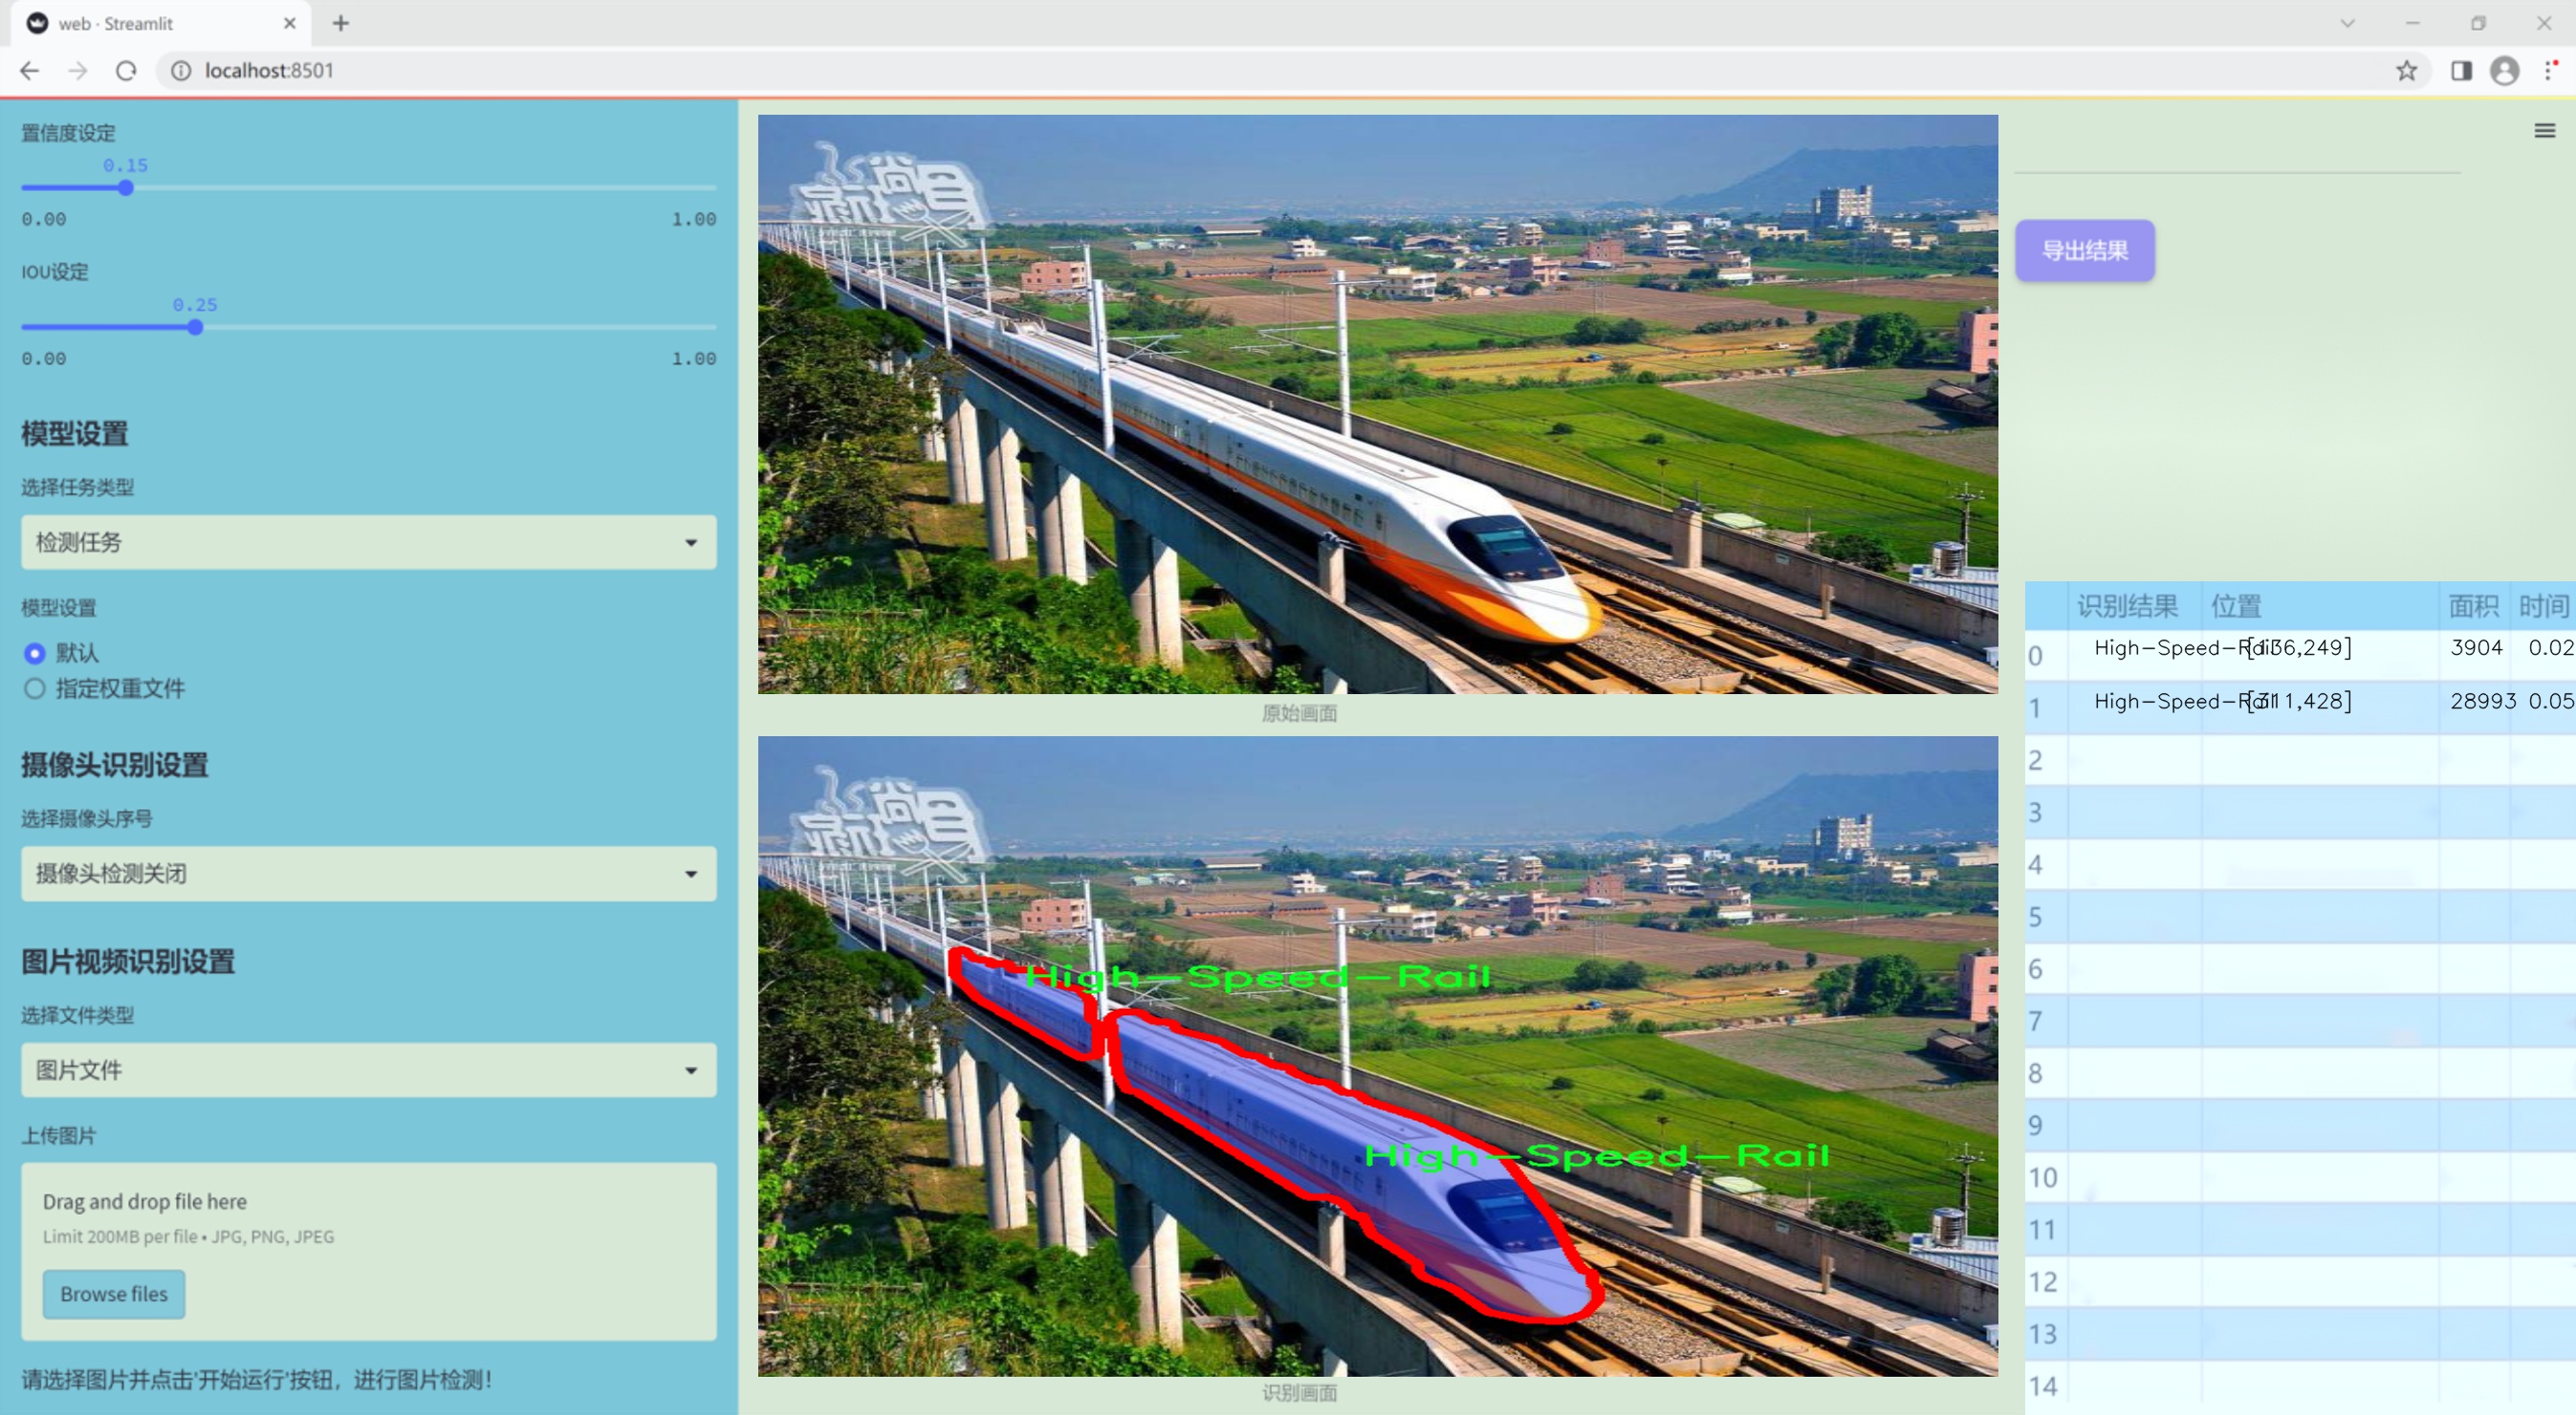 web · Streamlit
localhost:8501
置信度设定
0.15
0.00 1.00
IOU设定
0.25
0.00 1.00
模型设置
选择任务类型
检测任务
模型设置
默认
指定权重文件
摄像头识别设置
选择摄像头序号
摄像头检测关闭
图片视频识别设置
选择文件类型
图片文件
上传图片
Drag and drop file here
Limit 200MB per file • JPG, PNG, JPEG
Browse files
请选择图片并点击'开始运行'按钮，进行图片检测！
原始画面
High-Speed-Rail
High-Speed-Rail
识别画面
导出结果
识别结果 位置 面积 时间
0 High-Speed-Rail 3904 0.02
1 High-Speed-Rail 28993 0.05
2
3
4
5
6
7
8
9
10
11
12
13
14